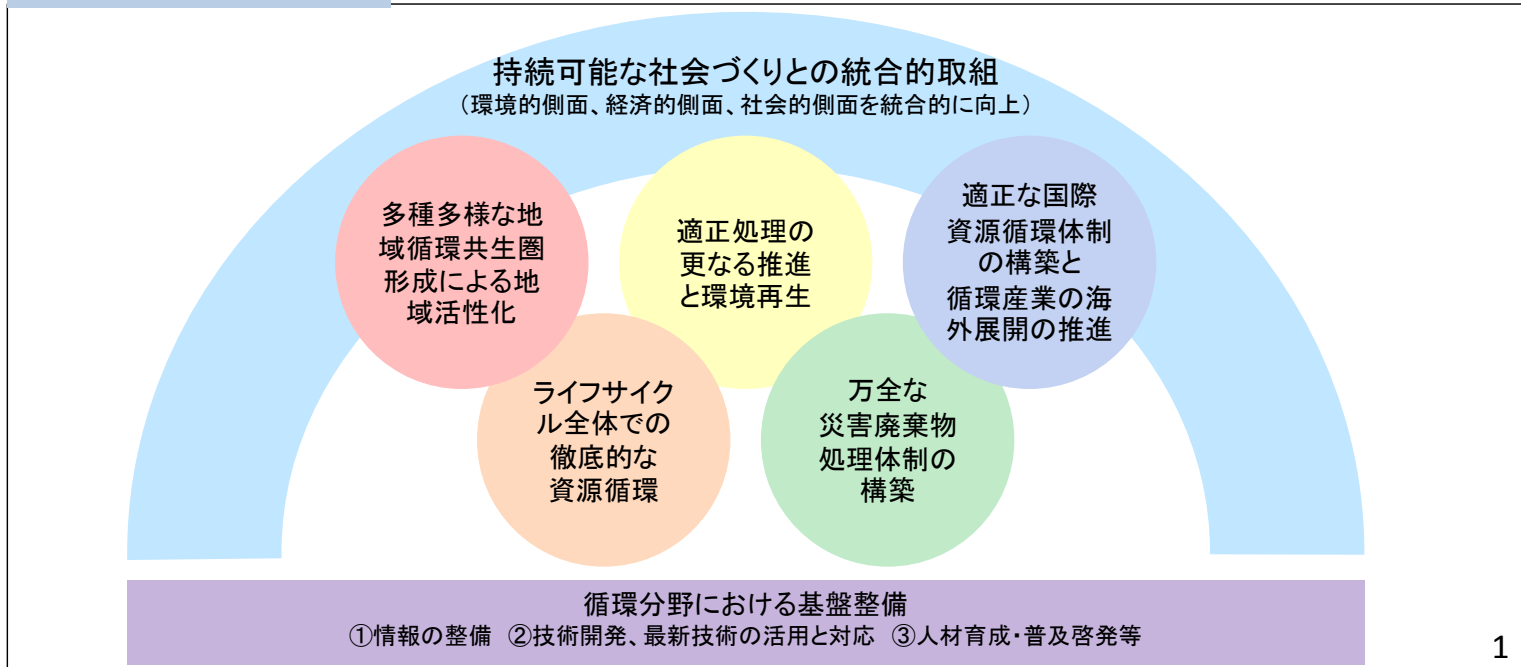 持続可能な社会づくりとの統合的取組
（環境的側面、経済的側面、社会的側面を統合的に向上）
多種多様な地
域循環共生圏
形成による地
域活性化
適正処理の
更なる推進
と環境再生
適正な国際
資源循環体制
の構築と
循環産業の海
外展開の推進
ライフサイク
ル全体での
徹底的な
資源循環
万全な
災害廃棄物
処理体制の
構築
循環分野における基盤整備
①情報の整備 ②技術開発、最新技術の活用と対応 ③人材育成・普及啓発等
1